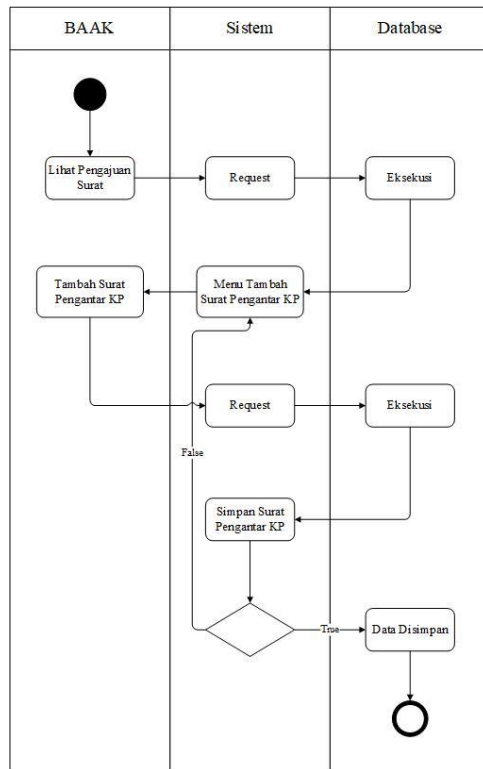 BAAK
Sistem
Database
Lihat Pengajuan
Surat
Request
Eksekusi
Tambah Surat
Pengantar KP
Menu Tambah
Surat Pengantar KP
Request
Eksekusi
False
Simpan Surat
Pengantar KP
True
Data Disimpan